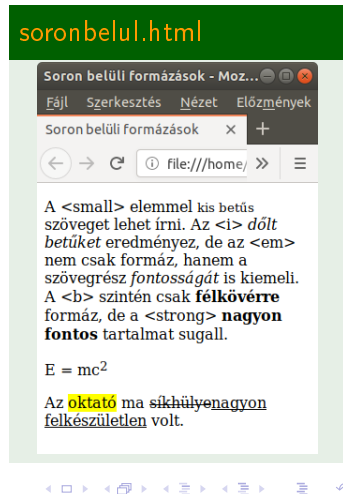 soronbelul.html
Soron belüli formázások - Moz...
Fájl Szerkesztés Nézet Előzmények
Soron belüli formázások × +
file:///home/
A <small> elemmel kis betűs
szöveget lehet írni. Az <i> dőlt
betűket eredményez, de az <em>
nem csak formáz, hanem a
szövegrész fontosságát is kiemeli.
A <b> szintén csak félkövérre
formáz, de a <strong> nagyon
fontos tartalmat sugall.
E = mc²
Az oktató ma síkhülyenagyon
felkészületlen volt.